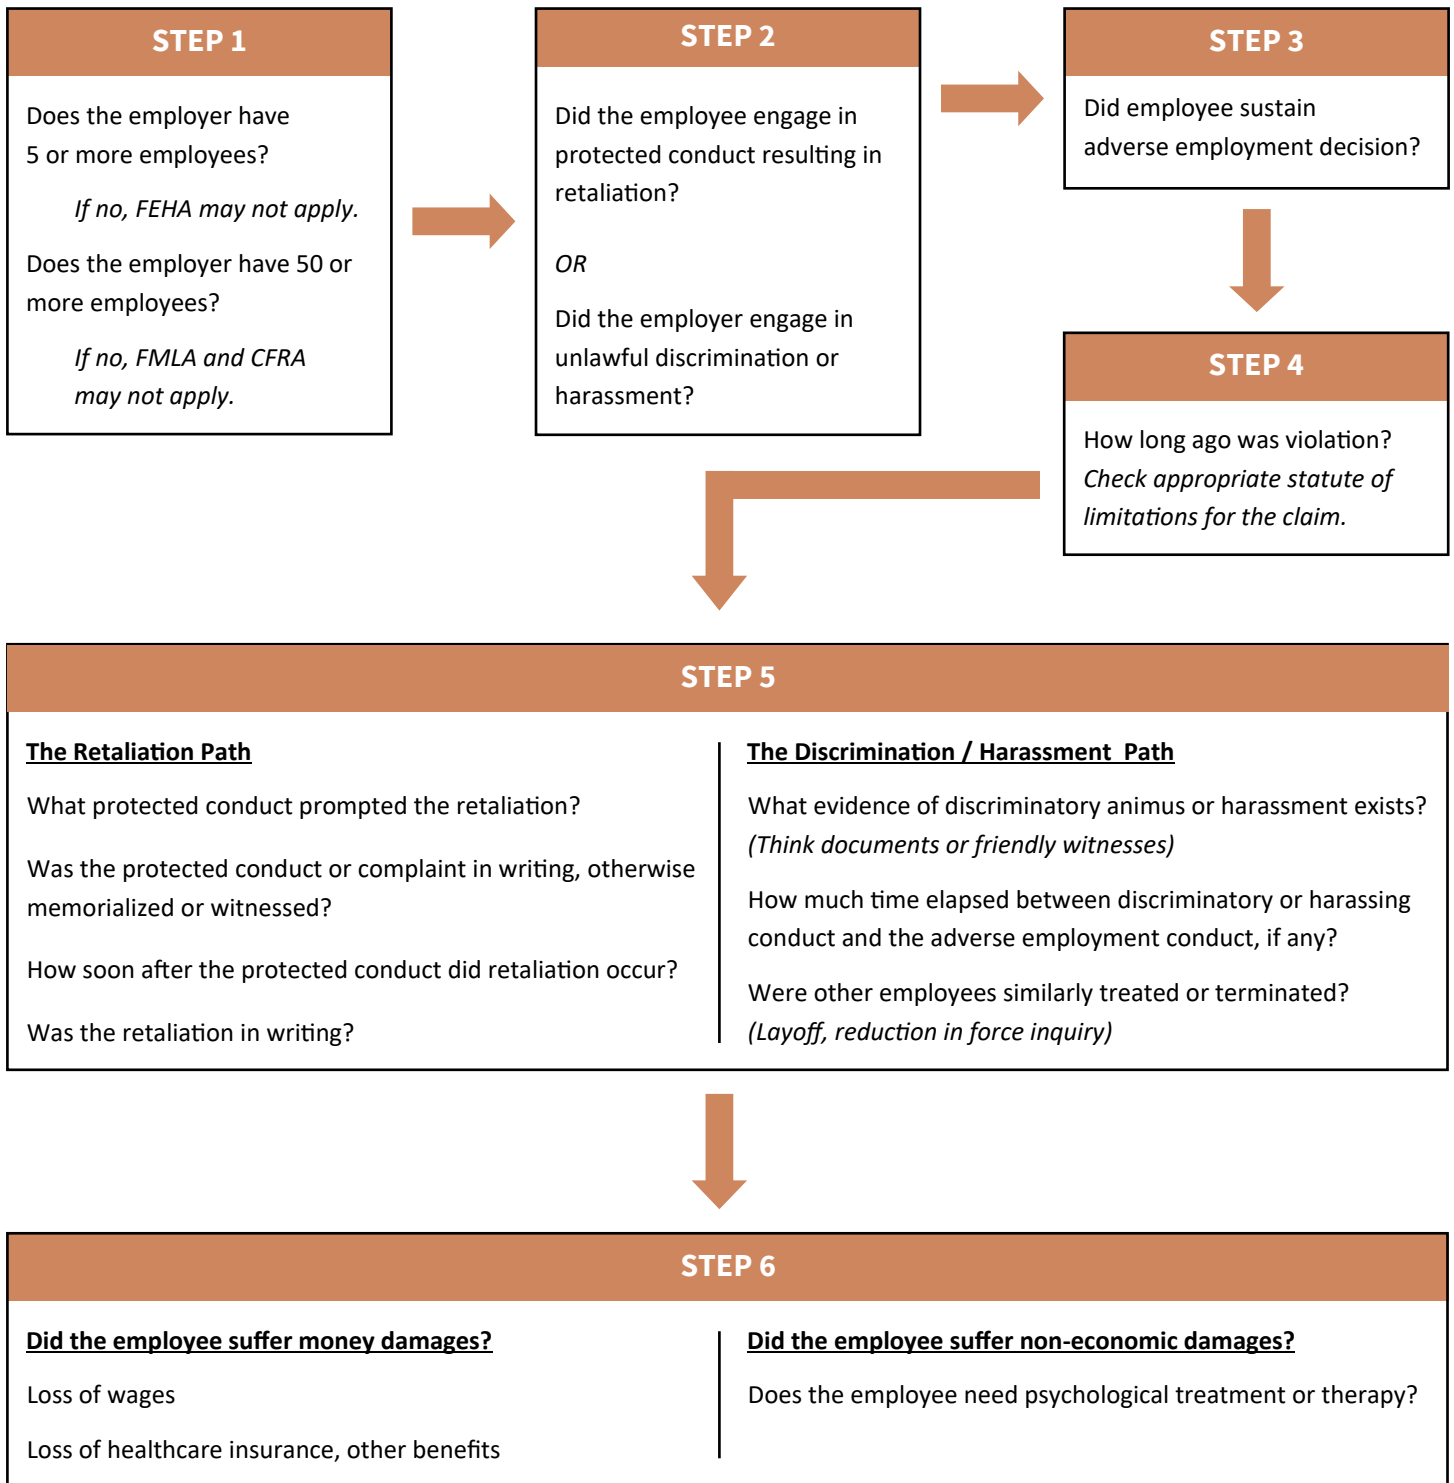 STEP 1
Does the employer have
5 or more employees?
If no, FEHA may not apply.
Does the employer have 50 or
more employees?
If no, FMLA and CFRA
may not apply.
STEP 2
Did the employee engage in
protected conduct resulting in
retaliation?
OR
Did the employer engage in
unlawful discrimination or
harassment?
STEP 3
Did employee sustain
adverse employment decision?
STEP 4
How long ago was violation?
Check appropriate statute of
limitations for the claim.
STEP 5
The Retaliation Path
What protected conduct prompted the retaliation?
Was the protected conduct or complaint in writing, otherwise
memorialized or witnessed?
How soon after the protected conduct did retaliation occur?
Was the retaliation in writing?
The Discrimination / Harassment Path
What evidence of discriminatory animus or harassment exists?
(Think documents or friendly witnesses)
How much time elapsed between discriminatory or harassing
conduct and the adverse employment conduct, if any?
Were other employees similarly treated or terminated?
(Layoff, reduction in force inquiry)
STEP 6
Did the employee suffer money damages?
Loss of wages
Loss of healthcare insurance, other benefits
Did the employee suffer non-economic damages?
Does the employee need psychological treatment or therapy?